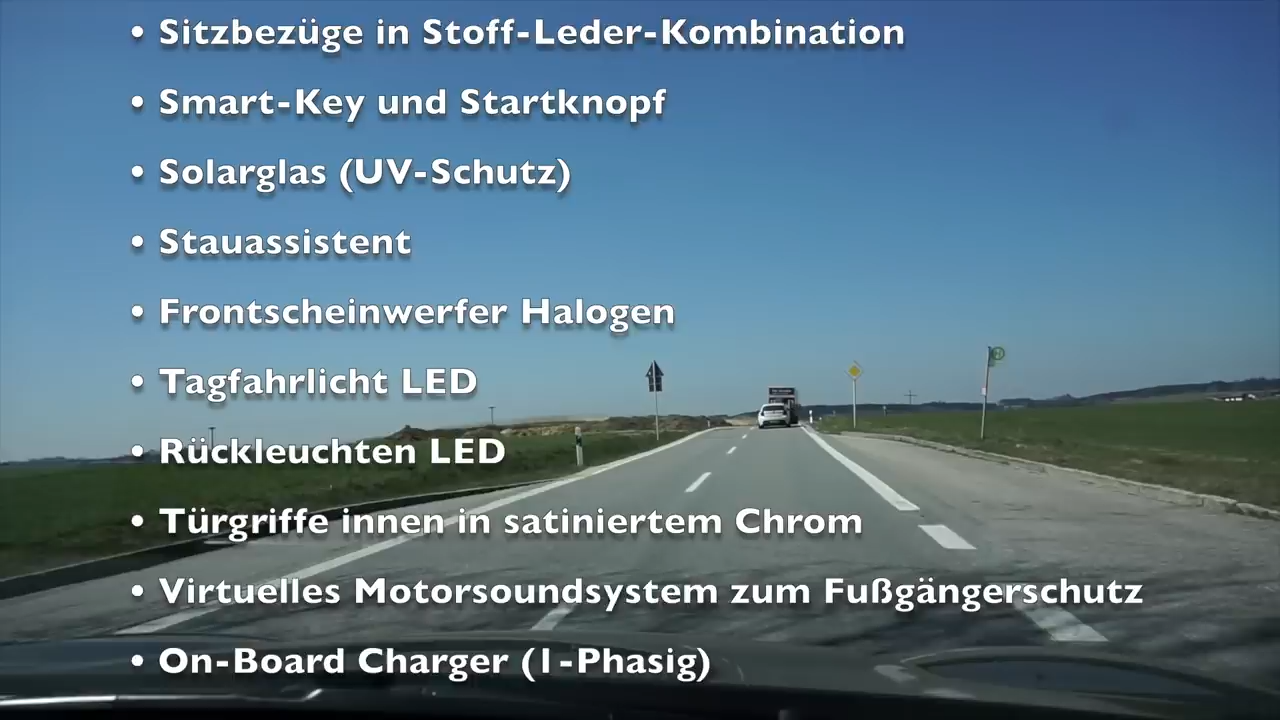 • Sitzbezüge in Stoff-Leder-Kombination
• Smart-Key und Startknopf
• Solarglas (UV-Schutz)
• Stauassistent
• Frontscheinwerfer Halogen
• Tagfahrlicht LED
• Rückleuchten LED
• Türgriffe innen in satiniertem Chrom
• Virtuelles Motorsoundsystem zum Fußgängerschutz
• On-Board Charger (1-Phasig)
H